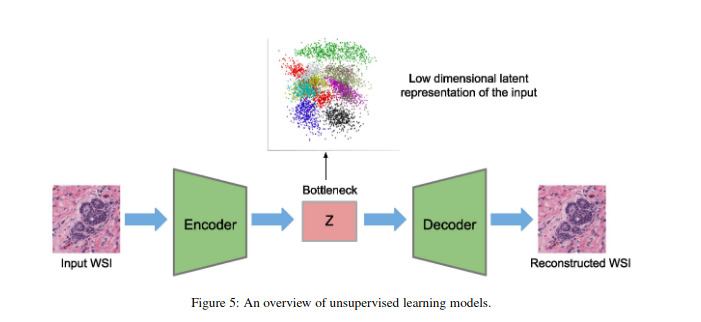 Low dimensional latent
representation of the input
Bottleneck
Encoder
Z
Decoder
Input WSI
Reconstructed WSI
Figure 5: An overview of unsupervised learning models.